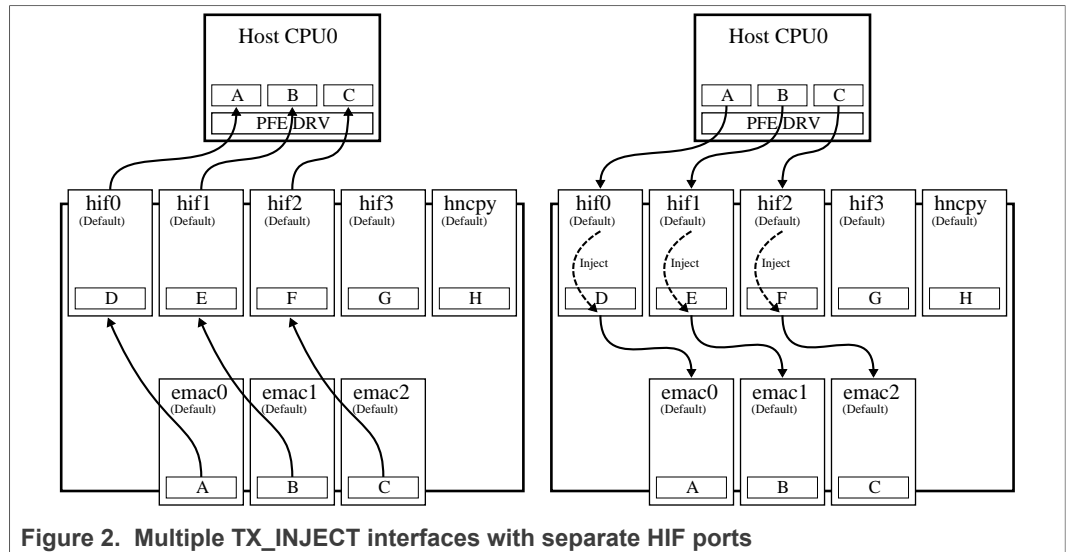 Host CPU0
Host CPU0
A B C
A B C
PFE DRV
PFE DRV
hif0 hif1 hif2 hif3 hncpy
(Default) (Default) (Default) (Default) (Default)
D E F G H
hif0 hif1 hif2 hif3 hncpy
(Default) (Default) (Default) (Default) (Default)
Inject Inject Inject
D E F G H
emac0 emac1 emac2
(Default) (Default) (Default)
A B C
emac0 emac1 emac2
(Default) (Default) (Default)
A B C
Figure 2. Multiple TX_INJECT interfaces with separate HIF ports